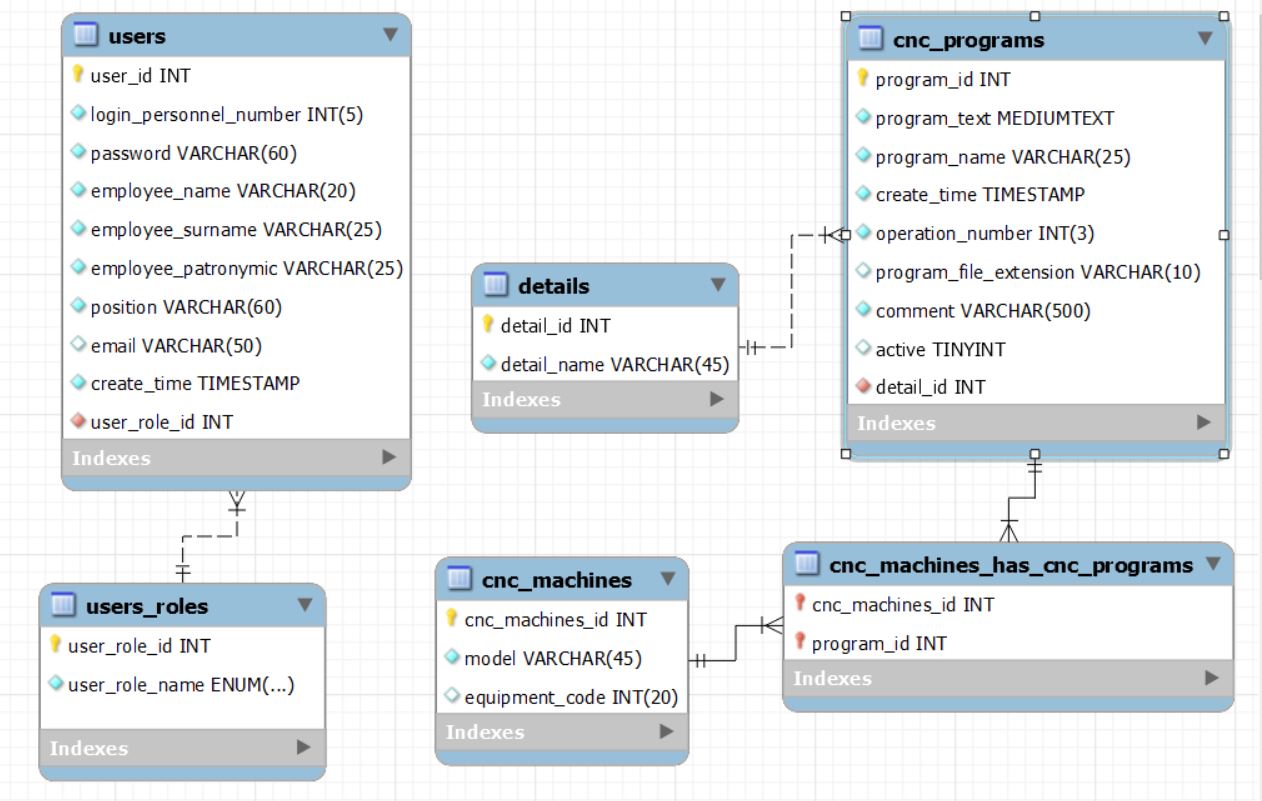 users
user_id INT
login_personnel_number INT(5)
password VARCHAR(60)
employee_name VARCHAR(20)
employee_surname VARCHAR(25)
employee_patronymic VARCHAR(25)
position VARCHAR(60)
email VARCHAR(50)
create_time TIMESTAMP
user_role_id INT
Indexes
cnc_programs
program_id INT
program_text MEDIUMTEXT
program_name VARCHAR(25)
create_time TIMESTAMP
operation_number INT(3)
program_file_extension VARCHAR(10)
comment VARCHAR(500)
active TINYINT
detail_id INT
Indexes
details
detail_id INT
detail_name VARCHAR(45)
Indexes
users_roles
user_role_id INT
user_role_name ENUM(...)
Indexes
cnc_machines
cnc_machines_id INT
model VARCHAR(45)
equipment_code INT(20)
Indexes
cnc_machines_has_cnc_programs
cnc_machines_id INT
program_id INT
Indexes